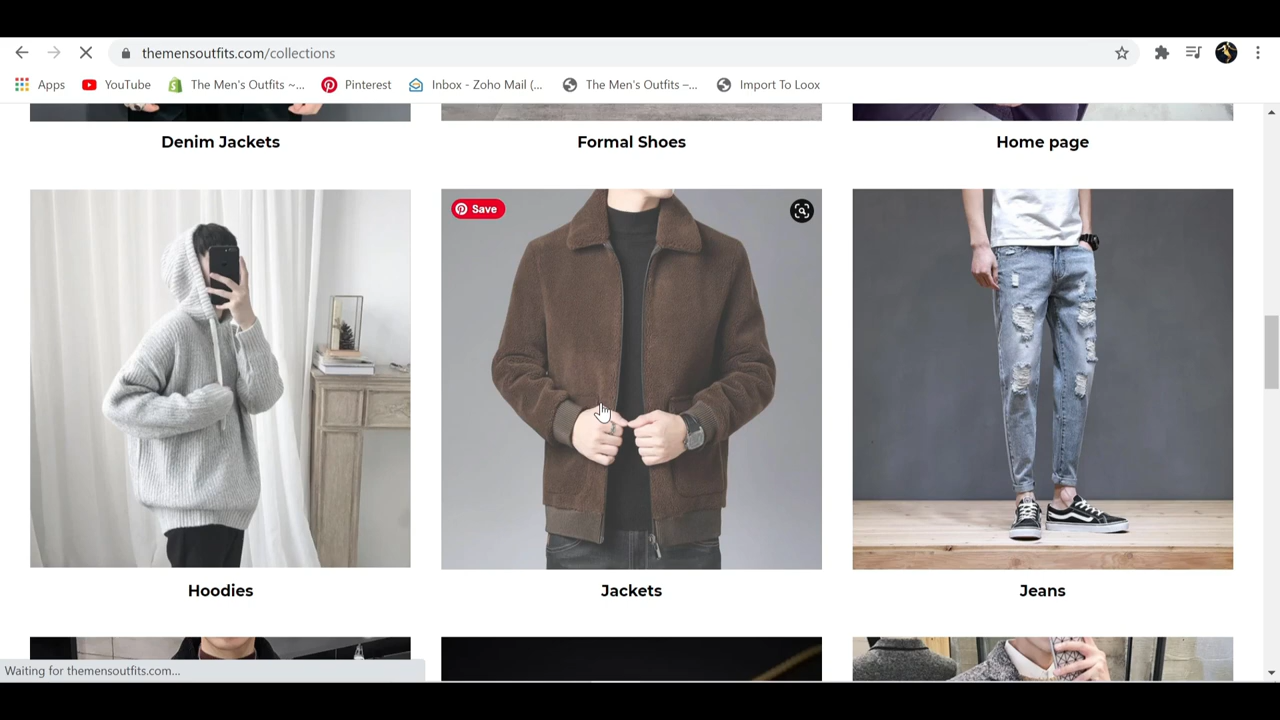 themensoutfits.com/collections
Apps YouTube The Men's Outfits ~... Pinterest Inbox - Zoho Mail (... The Men's Outfits –... Import To Loox
Denim Jackets Formal Shoes Home page
Save
Hoodies Jackets Jeans
Waiting for themensoutfits.com...